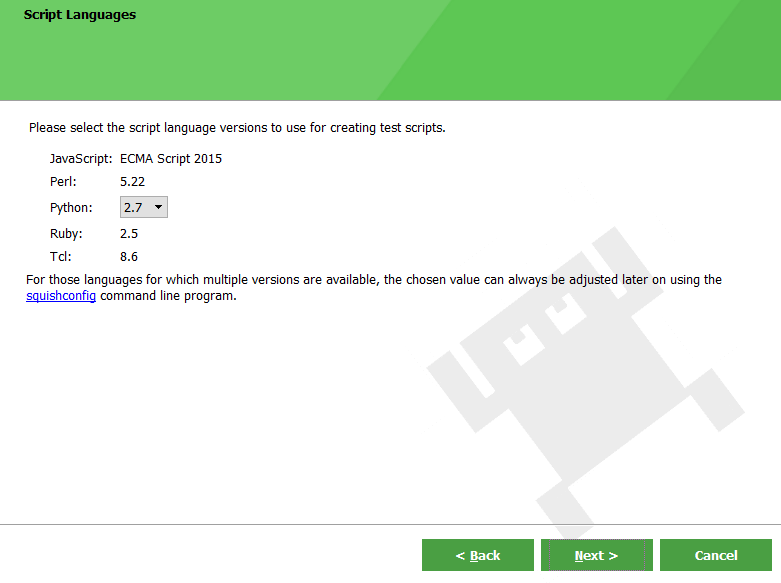 Script Languages
Please select the script language versions to use for creating test scripts.
JavaScript: ECMA Script 2015
Perl: 5.22
Python: 2.7
Ruby: 2.5
Tcl: 8.6
For those languages for which multiple versions are available, the chosen value can always be adjusted later on using the
squishconfig command line program.
< Back Next > Cancel